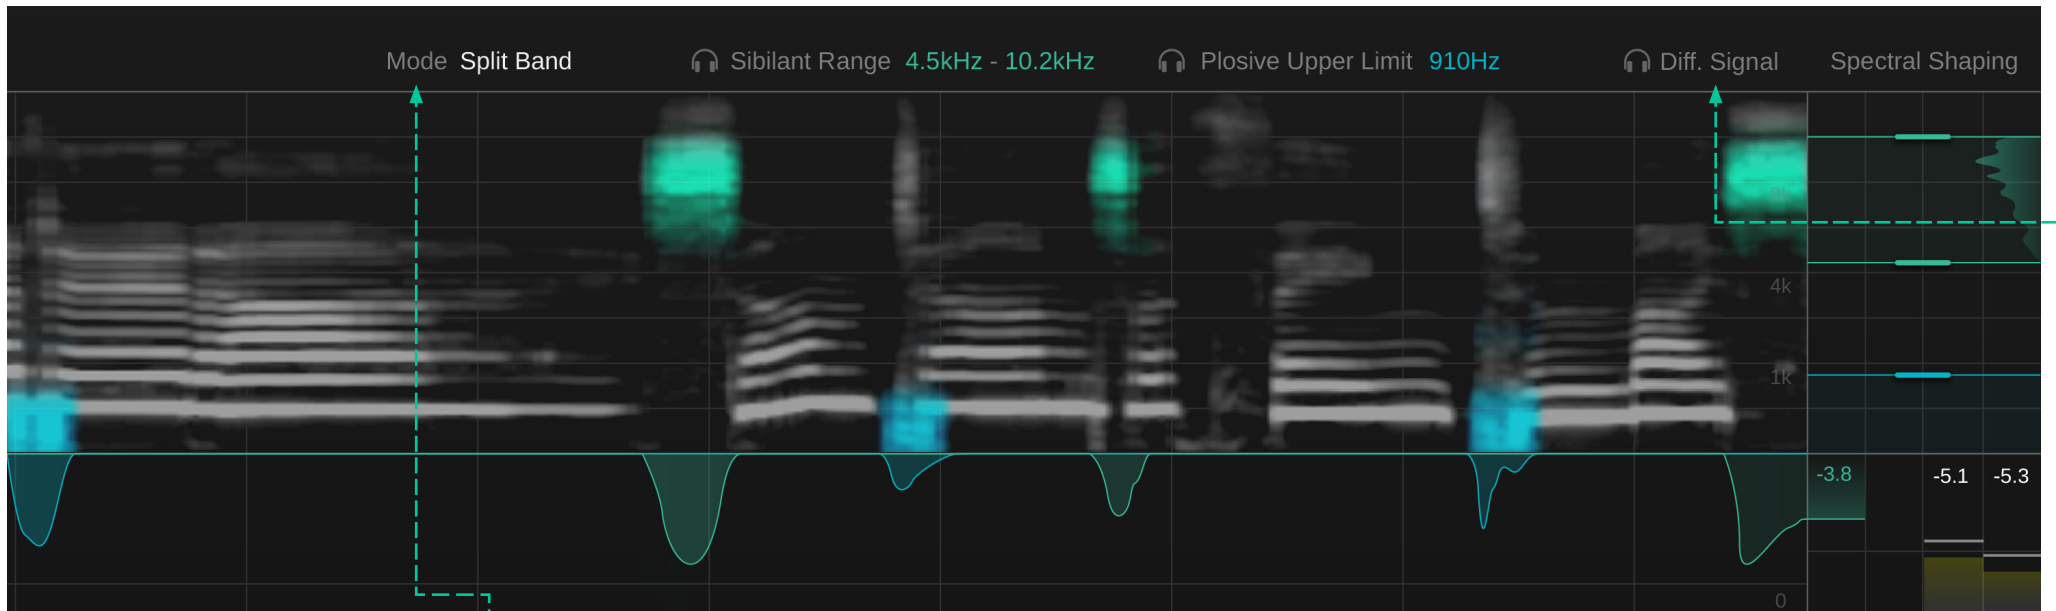 Mode Split Band
Sibilant Range 4.5kHz - 10.2kHz
Plosive Upper Limit 910Hz
Diff. Signal
Spectral Shaping
8k
4k
1k
-3.8
-5.1
-5.3
0